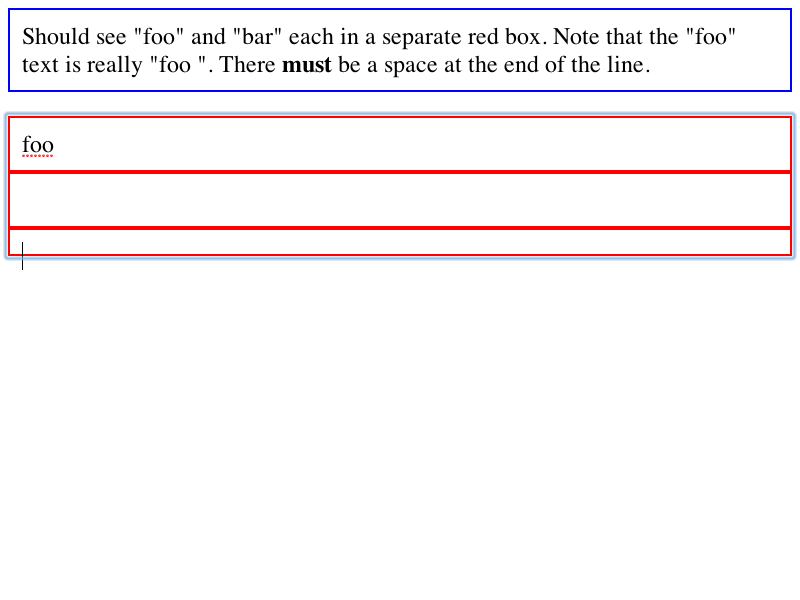 Should see "foo" and "bar" each in a separate red box. Note that the "foo"
text is really "foo ". There must be a space at the end of the line.
foo